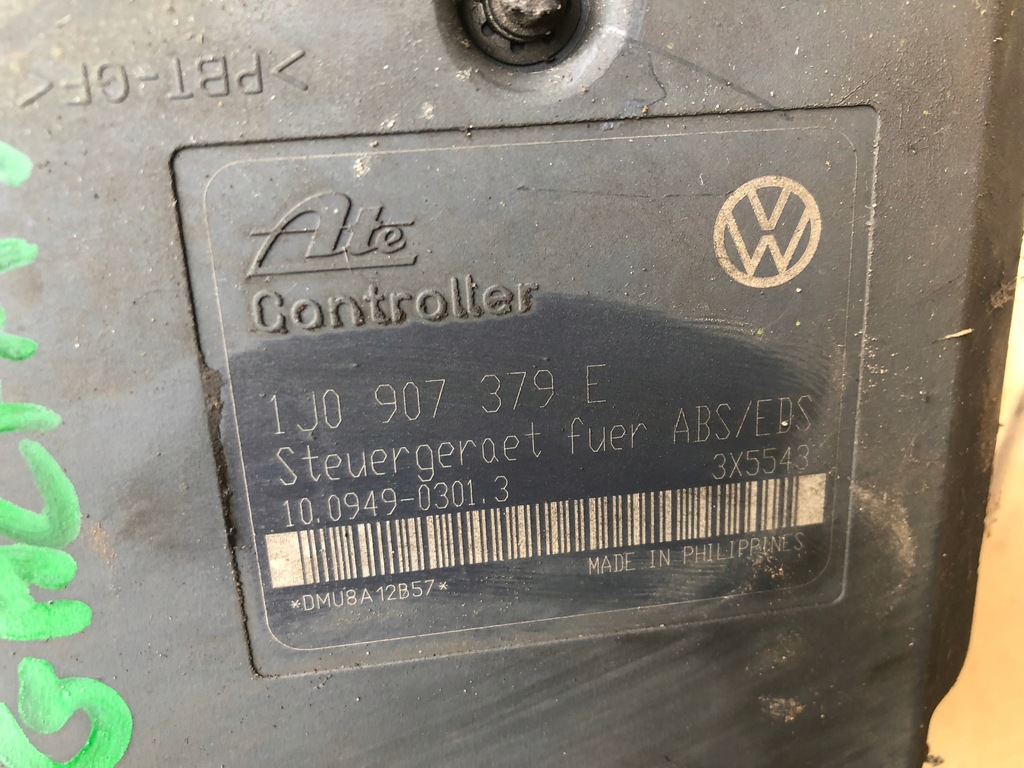 >PBT-GF<
Ate
Controller
1J0 907 379 E
Steuergeraet fuer ABS/EDS
10.0949-0301.3 3X5543
MADE IN PHILIPPINES
*DMU8A12B57*